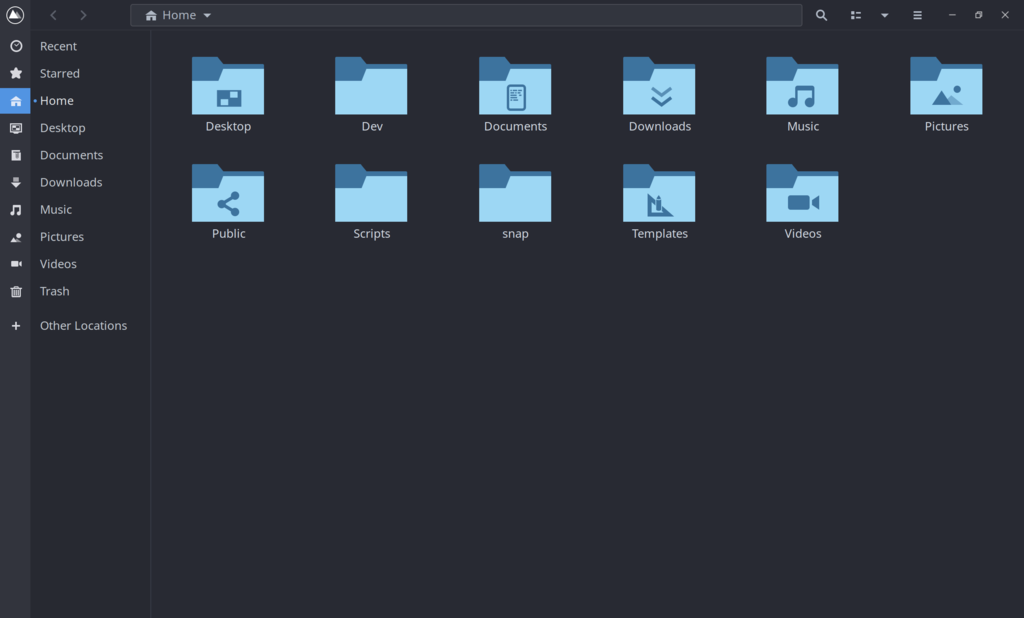 Home
Recent
Starred
Home
Desktop
Documents
Downloads
Music
Pictures
Videos
Trash
Other Locations
Desktop
Dev
Documents
Downloads
Music
Pictures
Public
Scripts
snap
Templates
Videos